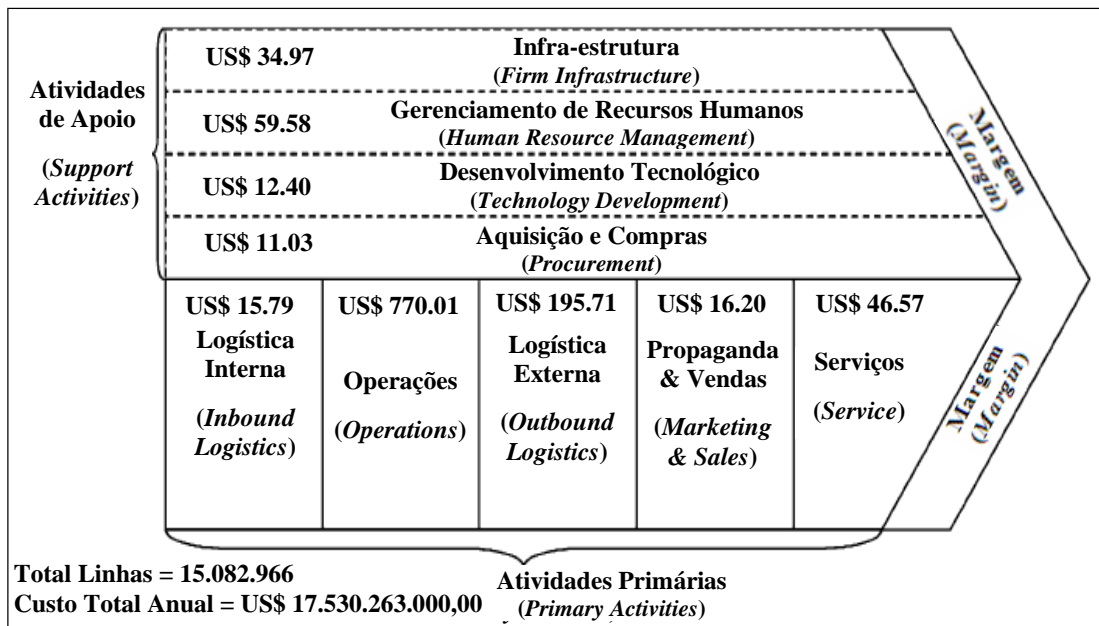 US$ 34.97
Infra-estrutura
(Firm Infrastructure)
Atividades
de Apoio
(Support
Activities)
US$ 59.58
Gerenciamento de Recursos Humanos
(Human Resource Management)
US$ 12.40
Desenvolvimento Tecnológico
(Technology Development)
US$ 11.03
Aquisição e Compras
(Procurement)
Margem
(Margin)
US$ 15.79
Logística
Interna
(Inbound
Logistics)
US$ 770.01
Operações
(Operations)
US$ 195.71
Logística
Externa
(Outbound
Logistics)
US$ 16.20
Propaganda
& Vendas
(Marketing
& Sales)
US$ 46.57
Serviços
(Service)
Margem
(Margin)
Total Linhas = 15.082.966
Custo Total Anual = US$ 17.530.263.000,00
Atividades Primárias
(Primary Activities)